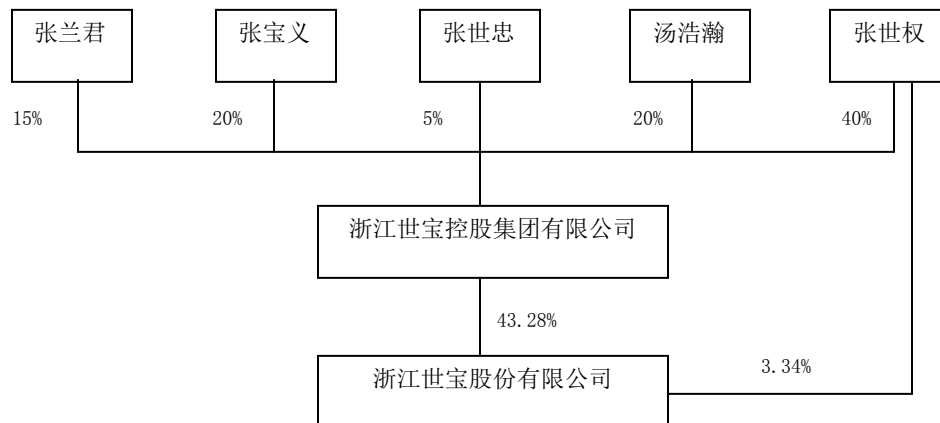 张兰君
张宝义
张世忠
汤浩瀚
张世权
15%
20%
5%
20%
40%
浙江世宝控股集团有限公司
43.28%
浙江世宝股份有限公司
3.34%